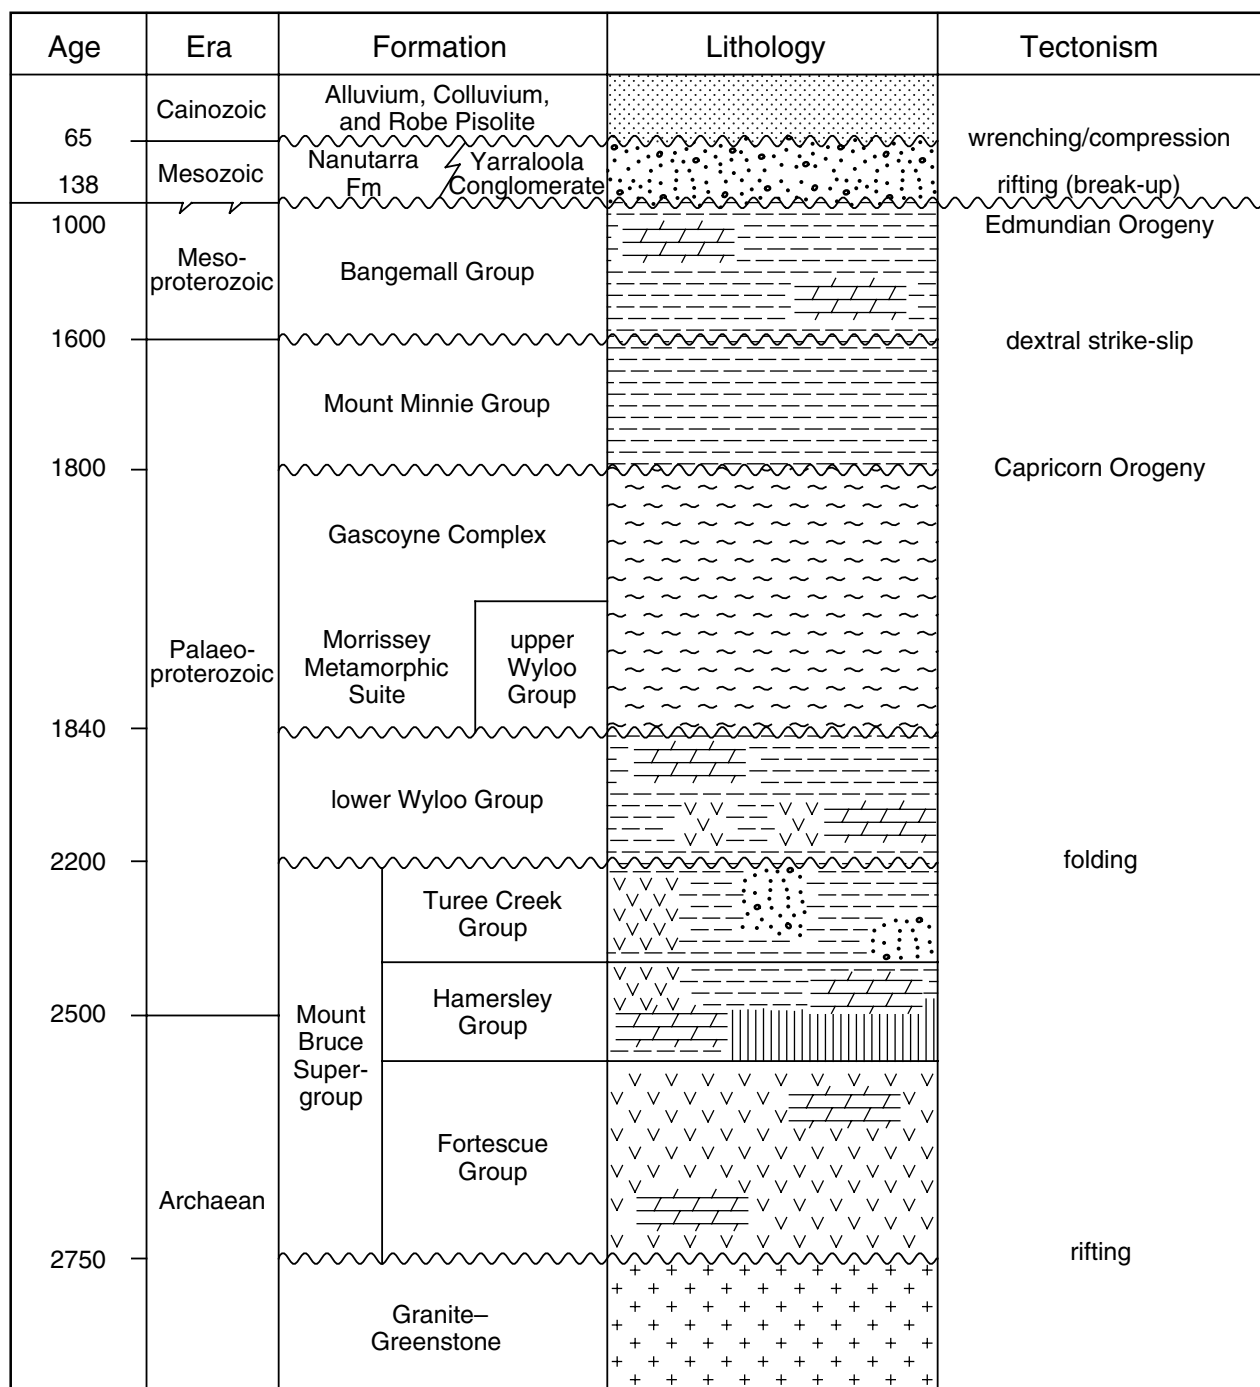 Age Era Formation Lithology Tectonism
Cainozoic
Alluvium, Colluvium,
and Robe Pisolite
65
wrenching/compression
Mesozoic
Nanutarra
Fm
Yarraloola
Conglomerate
138
rifting (break-up)
1000
Edmundian Orogeny
Meso-
proterozoic
Bangemall Group
1600
dextral strike-slip
Mount Minnie Group
1800
Capricorn Orogeny
Gascoyne Complex
Palaeo-
proterozoic
Morrissey
Metamorphic
Suite
upper
Wyloo
Group
1840
lower Wyloo Group
2200
folding
Turee Creek
Group
Hamersley
Group
2500
Mount
Bruce
Super-
group
Fortescue
Group
Archaean
2750
rifting
Granite–
Greenstone